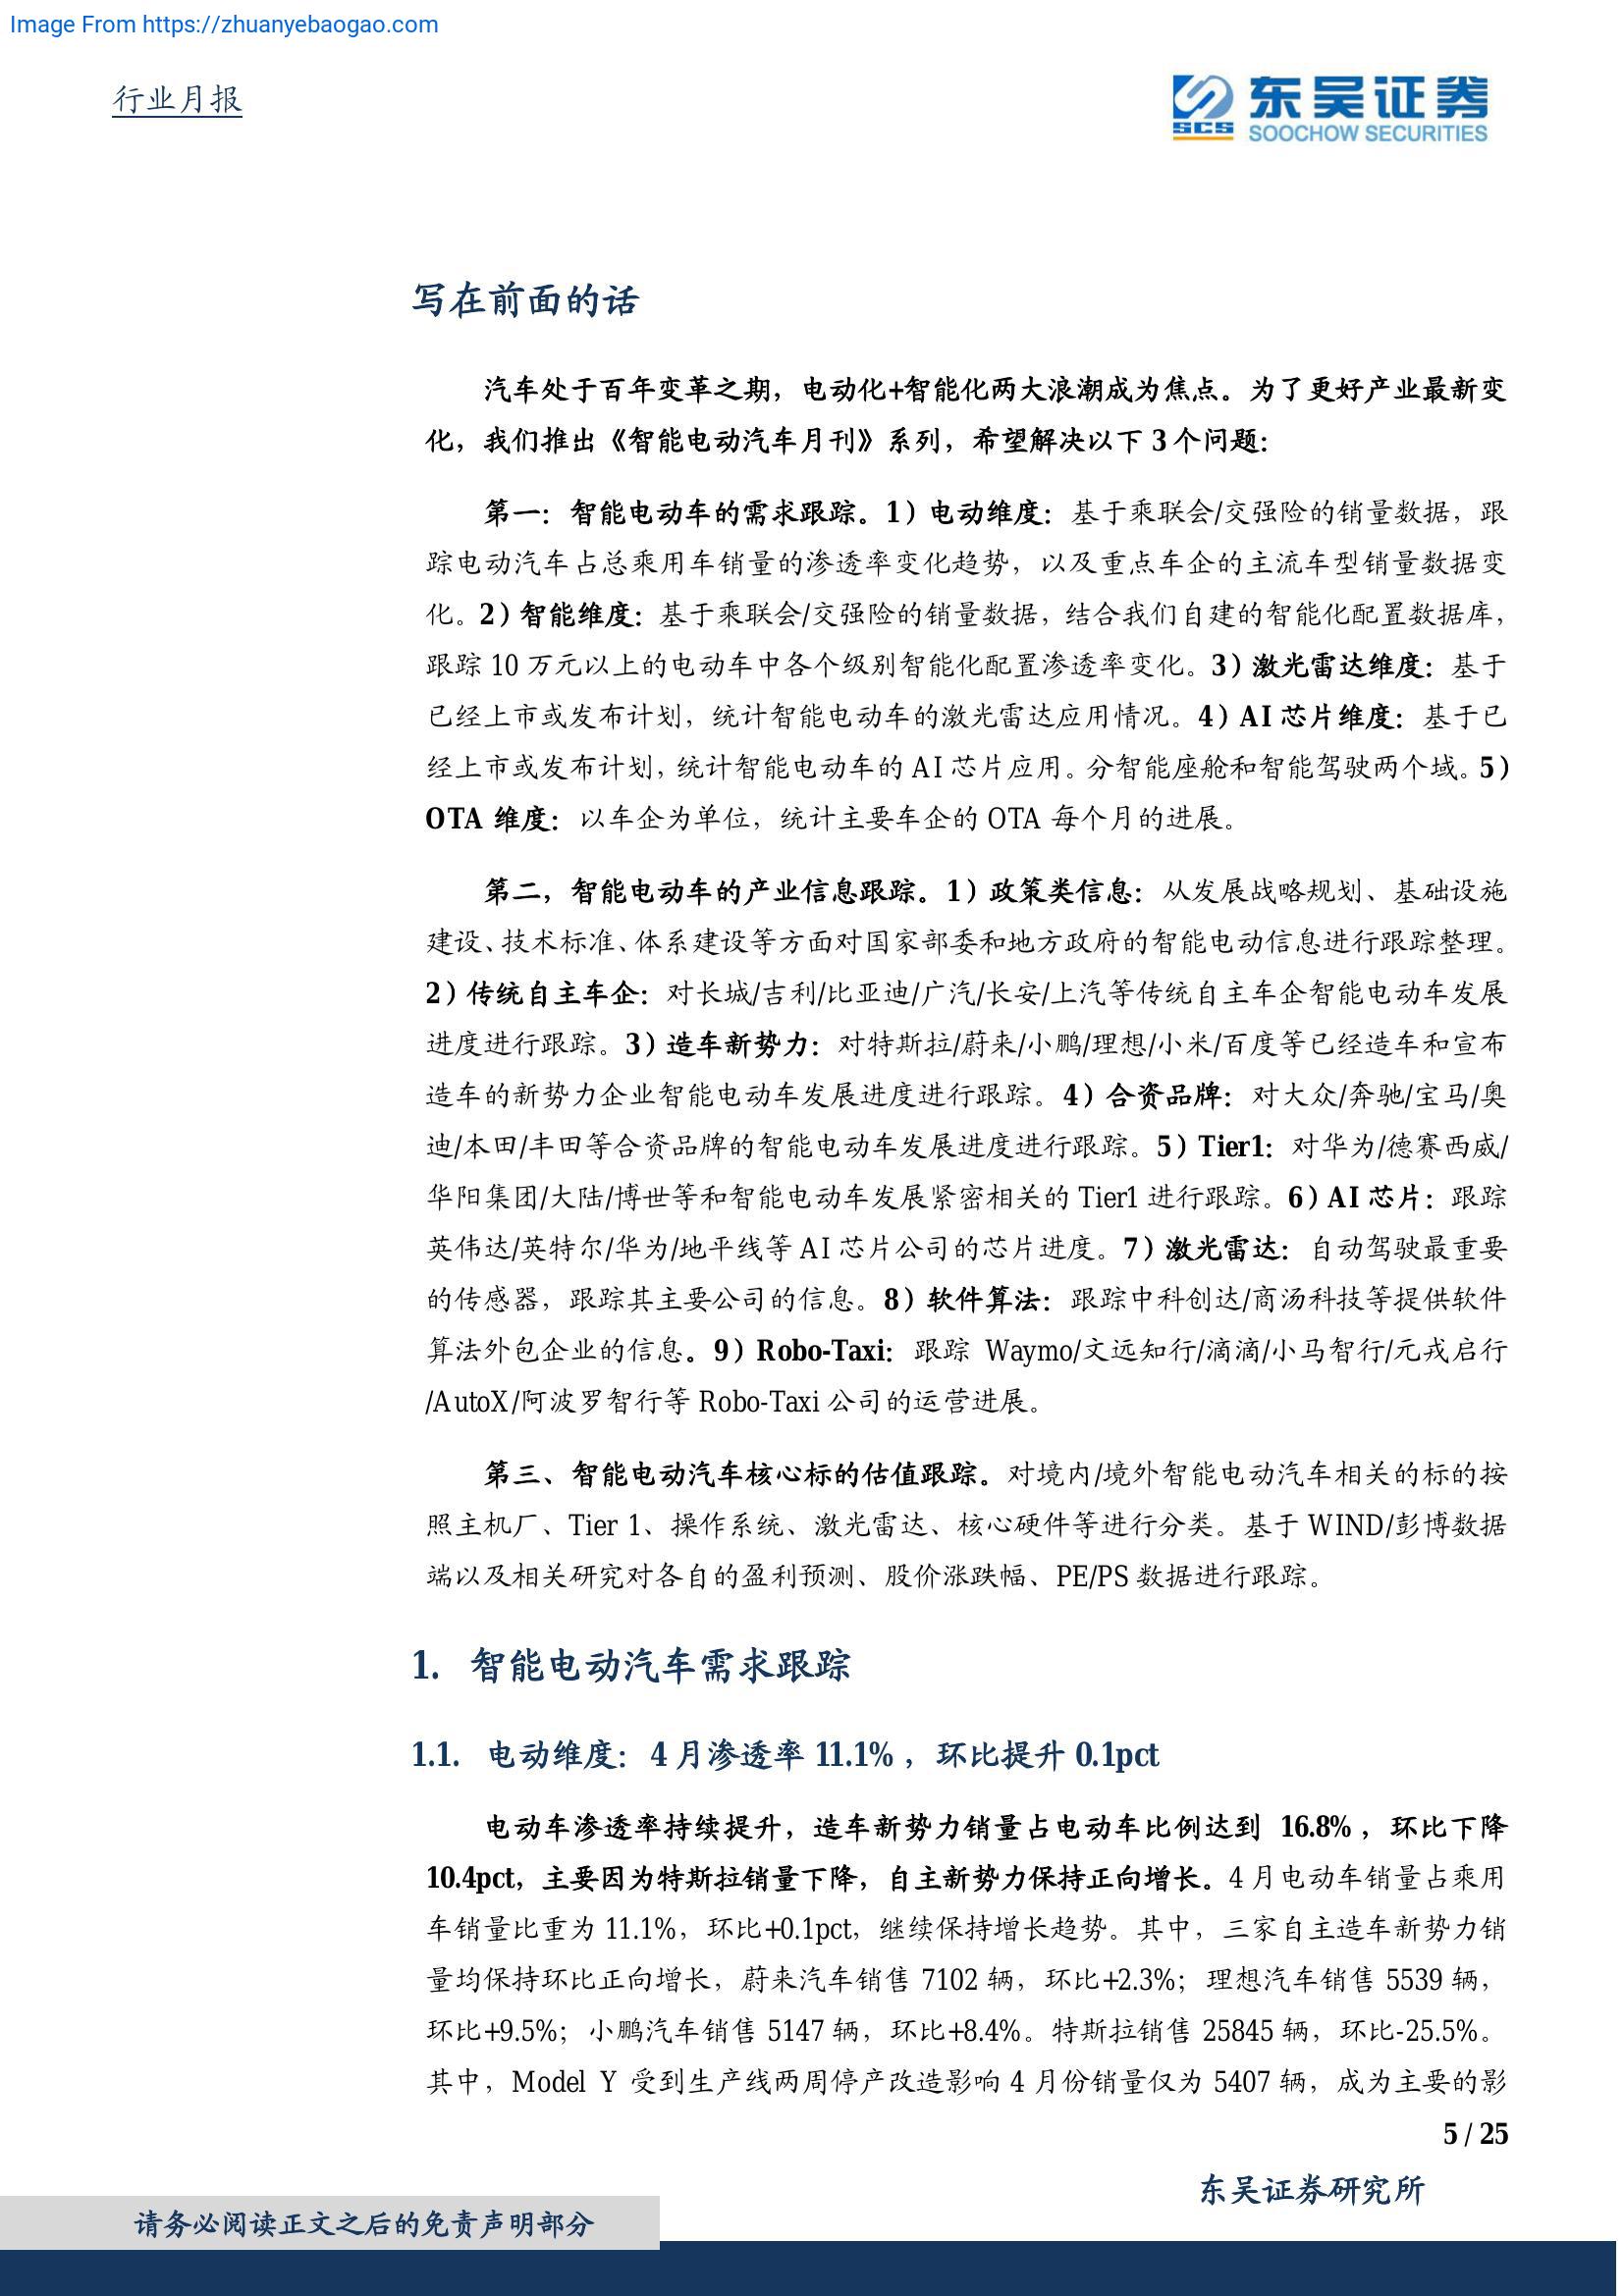 Image From https://zhuanyebaogao.com
行业月报
东吴证券
SCS
SOOCHOW SECURITIES
写在前面的话
汽车处于百年变革之期，电动化+智能化两大浪潮成为焦点。为了更好产业最新变
化，我们推出《智能电动汽车月刊》系列，希望解决以下 3 个问题：
第一：智能电动车的需求跟踪。1）电动维度：基于乘联会/交强险的销量数据，跟
踪电动汽车占总乘用车销量的渗透率变化趋势，以及重点车企的主流车型销量数据变
化。2）智能维度：基于乘联会/交强险的销量数据，结合我们自建的智能化配置数据库，
跟踪 10 万元以上的电动车中各个级别智能化配置渗透率变化。3）激光雷达维度：基于
已经上市或发布计划，统计智能电动车的激光雷达应用情况。4）AI 芯片维度：基于已
经上市或发布计划，统计智能电动车的 AI 芯片应用。分智能座舱和智能驾驶两个域。5）
OTA 维度：以车企为单位，统计主要车企的 OTA 每个月的进展。
第二，智能电动车的产业信息跟踪。1）政策类信息：从发展战略规划、基础设施
建设、技术标准、体系建设等方面对国家部委和地方政府的智能电动信息进行跟踪整理。
2）传统自主车企：对长城/吉利/比亚迪/广汽/长安/上汽等传统自主车企智能电动车发展
进度进行跟踪。3）造车新势力：对特斯拉/蔚来/小鹏/理想/小米/百度等已经造车和宣布
造车的新势力企业智能电动车发展进度进行跟踪。4）合资品牌：对大众/奔驰/宝马/奥
迪/本田/丰田等合资品牌的智能电动车发展进度进行跟踪。5）Tier1：对华为/德赛西威/
华阳集团/大陆/博世等和智能电动车发展紧密相关的 Tier1 进行跟踪。6）AI 芯片：跟踪
英伟达/英特尔/华为/地平线等 AI 芯片公司的芯片进度。7）激光雷达：自动驾驶最重要
的传感器，跟踪其主要公司的信息。8）软件算法：跟踪中科创达/商汤科技等提供软件
算法外包企业的信息。9）Robo-Taxi：跟踪 Waymo/文远知行/滴滴/小马智行/元戎启行
/AutoX/阿波罗智行等 Robo-Taxi 公司的运营进展。
第三、智能电动汽车核心标的估值跟踪。对境内/境外智能电动汽车相关的标的按
照主机厂、Tier 1、操作系统、激光雷达、核心硬件等进行分类。基于 WIND/彭博数据
端以及相关研究对各自的盈利预测、股价涨跌幅、PE/PS 数据进行跟踪。
1. 智能电动汽车需求跟踪
1.1. 电动维度：4 月渗透率 11.1%，环比提升 0.1pct
电动车渗透率持续提升，造车新势力销量占电动车比例达到 16.8%，环比下降
10.4pct，主要因为特斯拉销量下降，自主新势力保持正向增长。4 月电动车销量占乘用
车销量比重为 11.1%，环比+0.1pct，继续保持增长趋势。其中，三家自主造车新势力销
量均保持环比正向增长，蔚来汽车销售 7102 辆，环比+2.3%；理想汽车销售 5539 辆，
环比+9.5%；小鹏汽车销售 5147 辆，环比+8.4%。特斯拉销售 25845 辆，环比-25.5%。
其中，Model Y 受到生产线两周停产改造影响 4 月份销量仅为 5407 辆，成为主要的影
5 / 25
东吴证券研究所
请务必阅读正文之后的免责声明部分